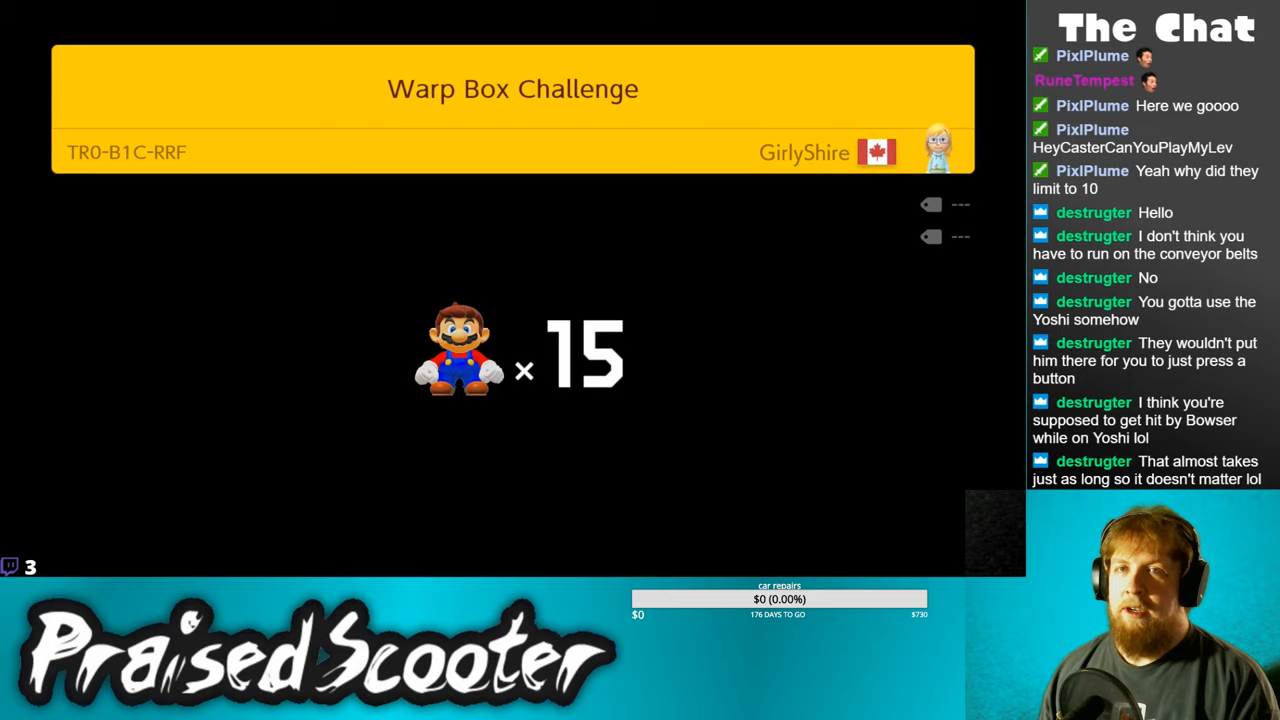 Warp Box Challenge
TR0-B1C-RRF
GirlyShire
---
---
× 15
3
PraisedScooter
car repairs
$0 (0.00%)
$0
176 DAYS TO GO
$730
The Chat
PixlPlume
RuneTempest
PixlPlume Here we goooo
PixlPlume
HeyCasterCanYouPlayMyLev
PixlPlume Yeah why did they
limit to 10
destrugter Hello
destrugter I don't think you
have to run on the conveyor belts
destrugter No
destrugter You gotta use the
Yoshi somehow
destrugter They wouldn't put
him there for you to just press a
button
destrugter I think you're
supposed to get hit by Bowser
while on Yoshi lol
destrugter That almost takes
just as long so it doesn't matter lol